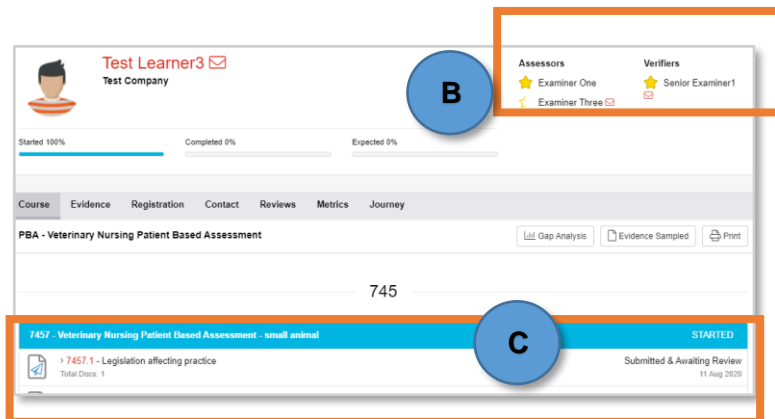 Test Learner3
Test Company
B
Assessors
Verifiers
Examiner One
Senior Examiner1
Examiner Three
Started 100%
Completed 0%
Expected 0%
Course Evidence Registration Contact Reviews Metrics Journey
PBA - Veterinary Nursing Patient Based Assessment
Gap Analysis
Evidence Sampled
Print
745
7457 - Veterinary Nursing Patient Based Assessment - small animal
C
STARTED
› 7457.1 - Legislation affecting practice
Submitted & Awaiting Review
Total Docs: 1
11 Aug 2020